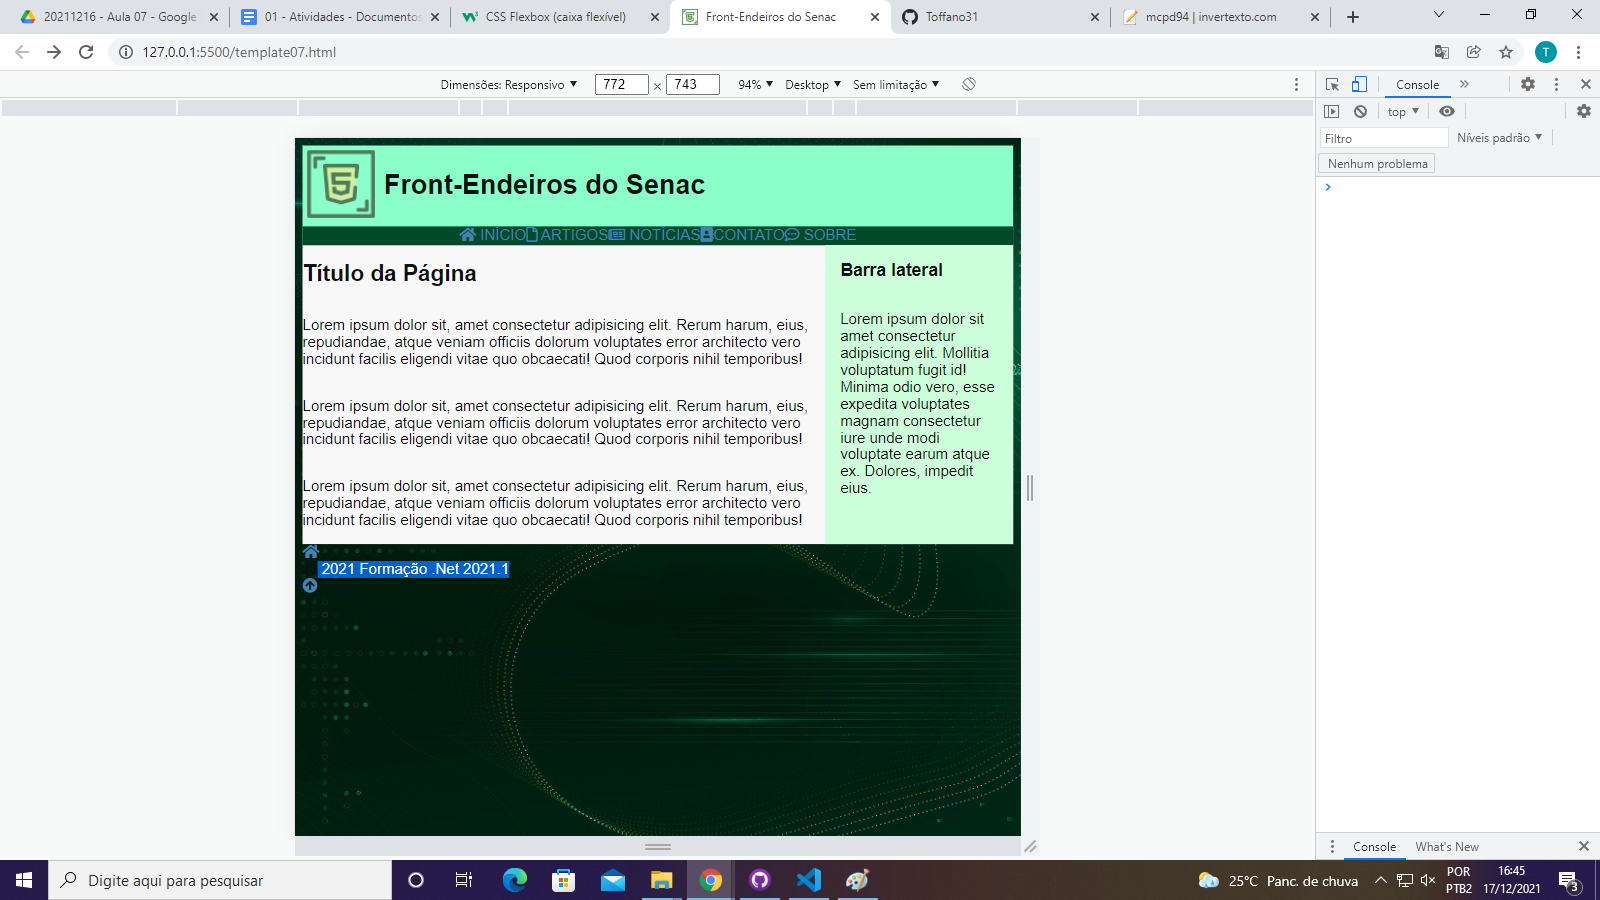 20211216 - Aula 07 - Google
01 - Atividades - Documentos
CSS Flexbox (caixa flexível)
Front-Endeiros do Senac
Toffano31
mcpd94 | invertexto.com
127.0.0.1:5500/template07.html
T
Dimensões: Responsivo ▼ 772 × 743 94% ▼ Desktop ▼ Sem limitação ▼
Console
top ▼
Filtro
Níveis padrão ▼
Nenhum problema
Front-Endeiros do Senac
INÍCIO ARTIGOS NOTÍCIAS CONTATO SOBRE
Título da Página
Lorem ipsum dolor sit, amet consectetur adipisicing elit. Rerum harum, eius,
repudiandae, atque veniam officiis dolorum voluptates error architecto vero
incidunt facilis eligendi vitae quo obcaecati! Quod corporis nihil temporibus!
Lorem ipsum dolor sit, amet consectetur adipisicing elit. Rerum harum, eius,
repudiandae, atque veniam officiis dolorum voluptates error architecto vero
incidunt facilis eligendi vitae quo obcaecati! Quod corporis nihil temporibus!
Lorem ipsum dolor sit, amet consectetur adipisicing elit. Rerum harum, eius,
repudiandae, atque veniam officiis dolorum voluptates error architecto vero
incidunt facilis eligendi vitae quo obcaecati! Quod corporis nihil temporibus!
Barra lateral
Lorem ipsum dolor sit
amet consectetur
adipisicing elit. Mollitia
voluptatum fugit id!
Minima odio vero, esse
expedita voluptates
magnam consectetur
iure unde modi
voluptate earum atque
ex. Dolores, impedit
eius.
2021 Formação .Net 2021.1
Console
What's New
Digite aqui para pesquisar
25°C Panc. de chuva
POR
PTB2
16:45
17/12/2021
3